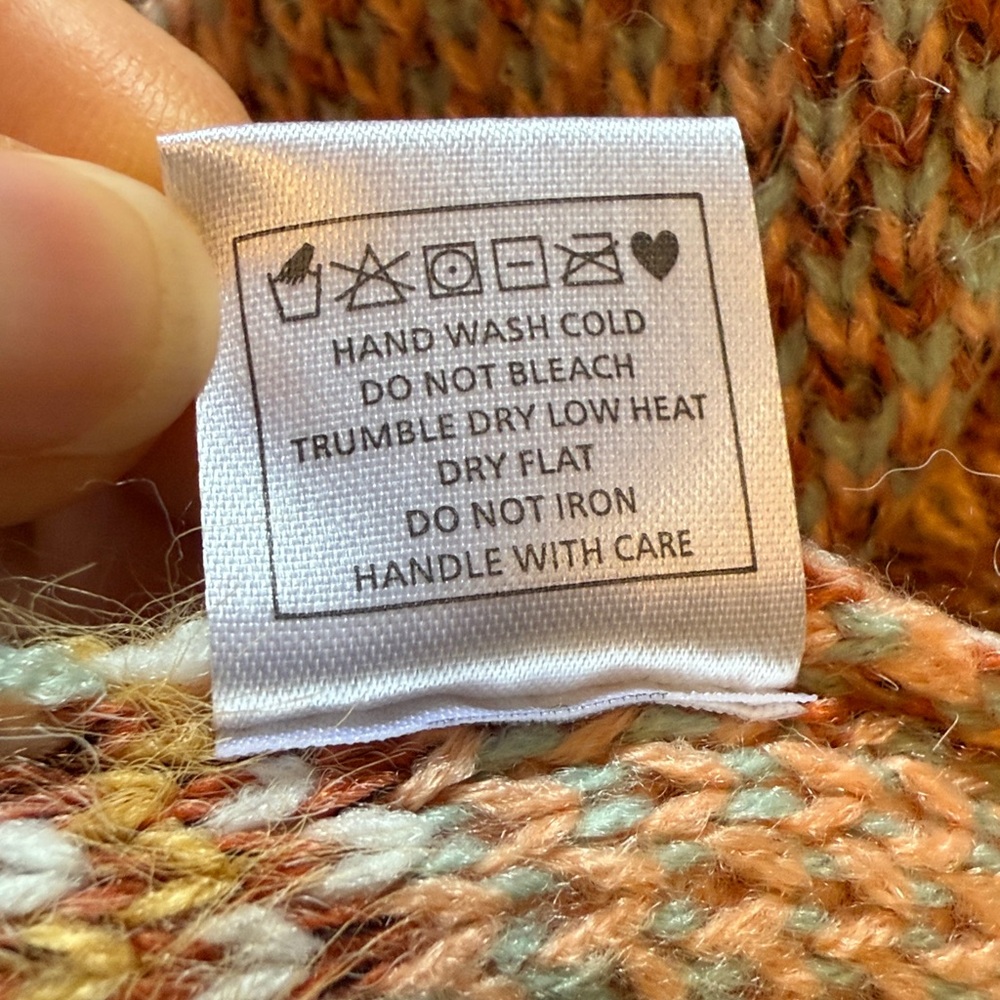 HAND WASH COLD
DO NOT BLEACH
TRUMBLE DRY LOW HEAT
DRY FLAT
DO NOT IRON
HANDLE WITH CARE